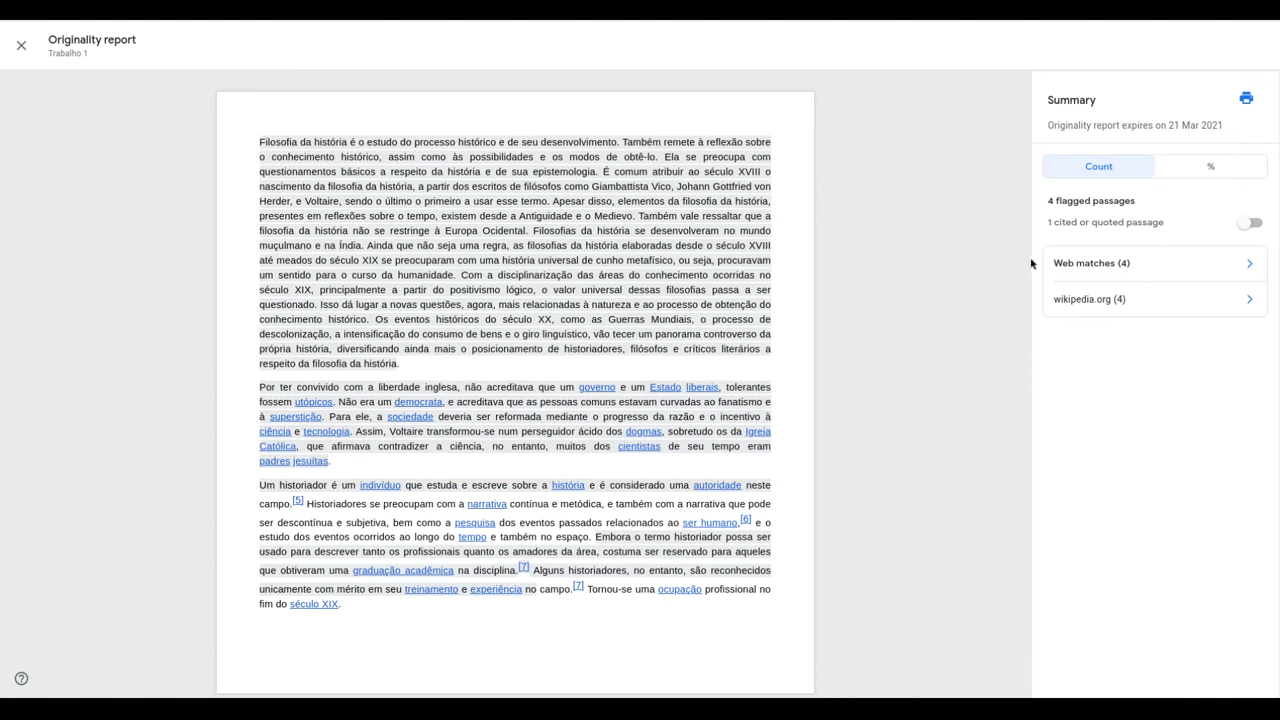 Originality report
Trabalho 1
Filosofia da história é o estudo do processo histórico e de seu desenvolvimento. Também remete à reflexão sobre
o conhecimento histórico, assim como às possibilidades e os modos de obtê-lo. Ela se preocupa com
questionamentos básicos a respeito da história e de sua epistemologia. É comum atribuir ao século XVIII o
nascimento da filosofia da história, a partir dos escritos de filósofos como Giambattista Vico, Johann Gottfried von
Herder, e Voltaire, sendo o último o primeiro a usar esse termo. Apesar disso, elementos da filosofia da história,
presentes em reflexões sobre o tempo, existem desde a Antiguidade e o Medievo. Também vale ressaltar que a
filosofia da história não se restringe à Europa Ocidental. Filosofias da história se desenvolveram no mundo
muçulmano e na Índia. Ainda que não seja uma regra, as filosofias da história elaboradas desde o século XVIII
até meados do século XIX se preocuparam com uma história universal de cunho metafísico, ou seja, procuravam
um sentido para o curso da humanidade. Com a disciplinarização das áreas do conhecimento ocorridas no
século XIX, principalmente a partir do positivismo lógico, o valor universal dessas filosofias passa a ser
questionado. Isso dá lugar a novas questões, agora, mais relacionadas à natureza e ao processo de obtenção do
conhecimento histórico. Os eventos históricos do século XX, como as Guerras Mundiais, o processo de
descolonização, a intensificação do consumo de bens e o giro linguístico, vão tecer um panorama controverso da
própria história, diversificando ainda mais o posicionamento de historiadores, filósofos e críticos literários a
respeito da filosofia da história.
Por ter convivido com a liberdade inglesa, não acreditava que um governo e um Estado liberais, tolerantes
fossem utópicos. Não era um democrata, e acreditava que as pessoas comuns estavam curvadas ao fanatismo e
à superstição. Para ele, a sociedade deveria ser reformada mediante o progresso da razão e o incentivo à
ciência e tecnologia. Assim, Voltaire transformou-se num perseguidor ácido dos dogmas, sobretudo os da Igreja
Católica, que afirmava contradizer a ciência, no entanto, muitos dos cientistas de seu tempo eram
padres jesuítas.
Um historiador é um indivíduo que estuda e escreve sobre a história e é considerado uma autoridade neste
campo.[5] Historiadores se preocupam com a narrativa contínua e metódica, e também com a narrativa que pode
ser descontínua e subjetiva, bem como a pesquisa dos eventos passados relacionados ao ser humano,[6] e o
estudo dos eventos ocorridos ao longo do tempo e também no espaço. Embora o termo historiador possa ser
usado para descrever tanto os profissionais quanto os amadores da área, costuma ser reservado para aqueles
que obtiveram uma graduação acadêmica na disciplina.[7] Alguns historiadores, no entanto, são reconhecidos
unicamente com mérito em seu treinamento e experiência no campo.[7] Tornou-se uma ocupação profissional no
fim do século XIX.
Summary
Originality report expires on 21 Mar 2021
Count
%
4 flagged passages
1 cited or quoted passage
Web matches (4)
wikipedia.org (4)